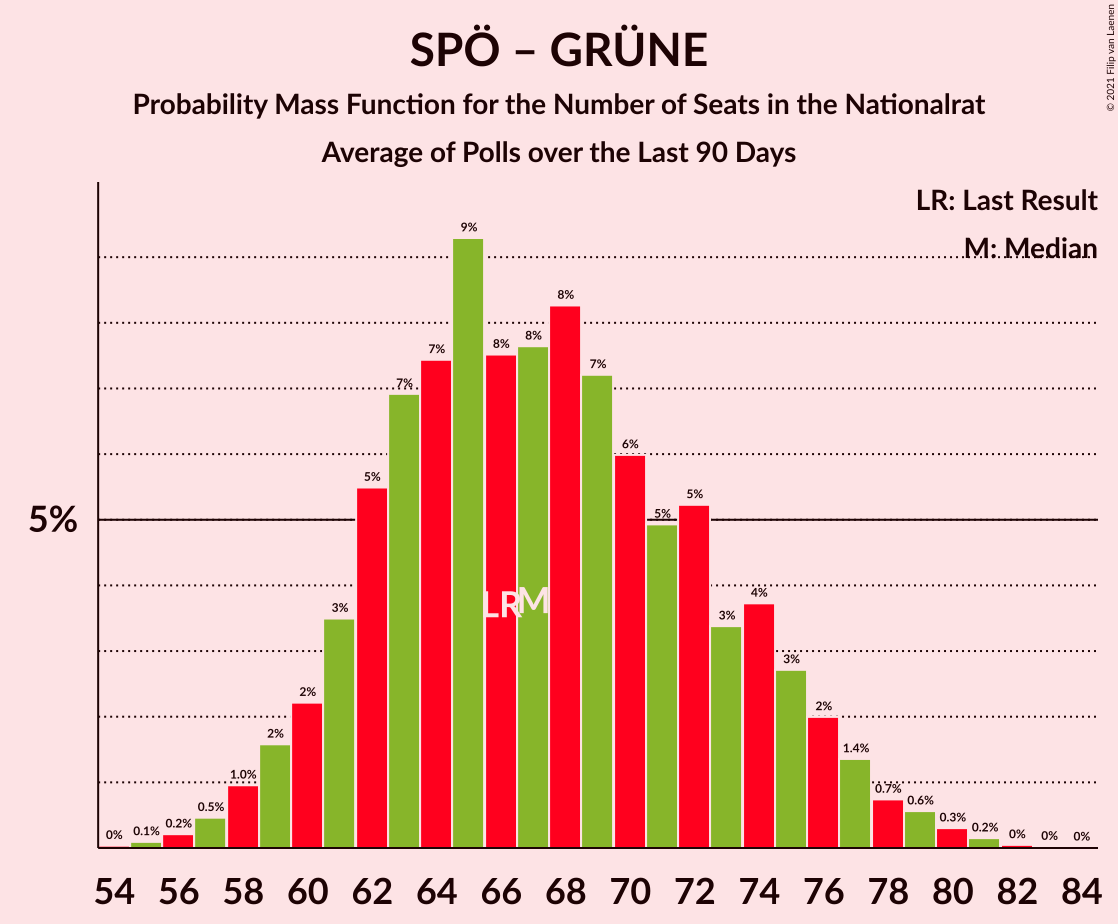 SPÖ – GRÜNE
Probability Mass Function for the Number of Seats in the Nationalrat
Average of Polls over the Last 90 Days
© 2021 Filip van Laenen
LR: Last Result
M: Median
5%
0% 0.1% 0.2% 0.5% 1.0% 2% 2% 3% 5% 7% 7% 9% 8% 8% 8% 7% 6% 5% 5% 3% 4% 3% 2% 1.4% 0.7% 0.6% 0.3% 0.2% 0% 0% 0%
LR M
54 56 58 60 62 64 66 68 70 72 74 76 78 80 82 84